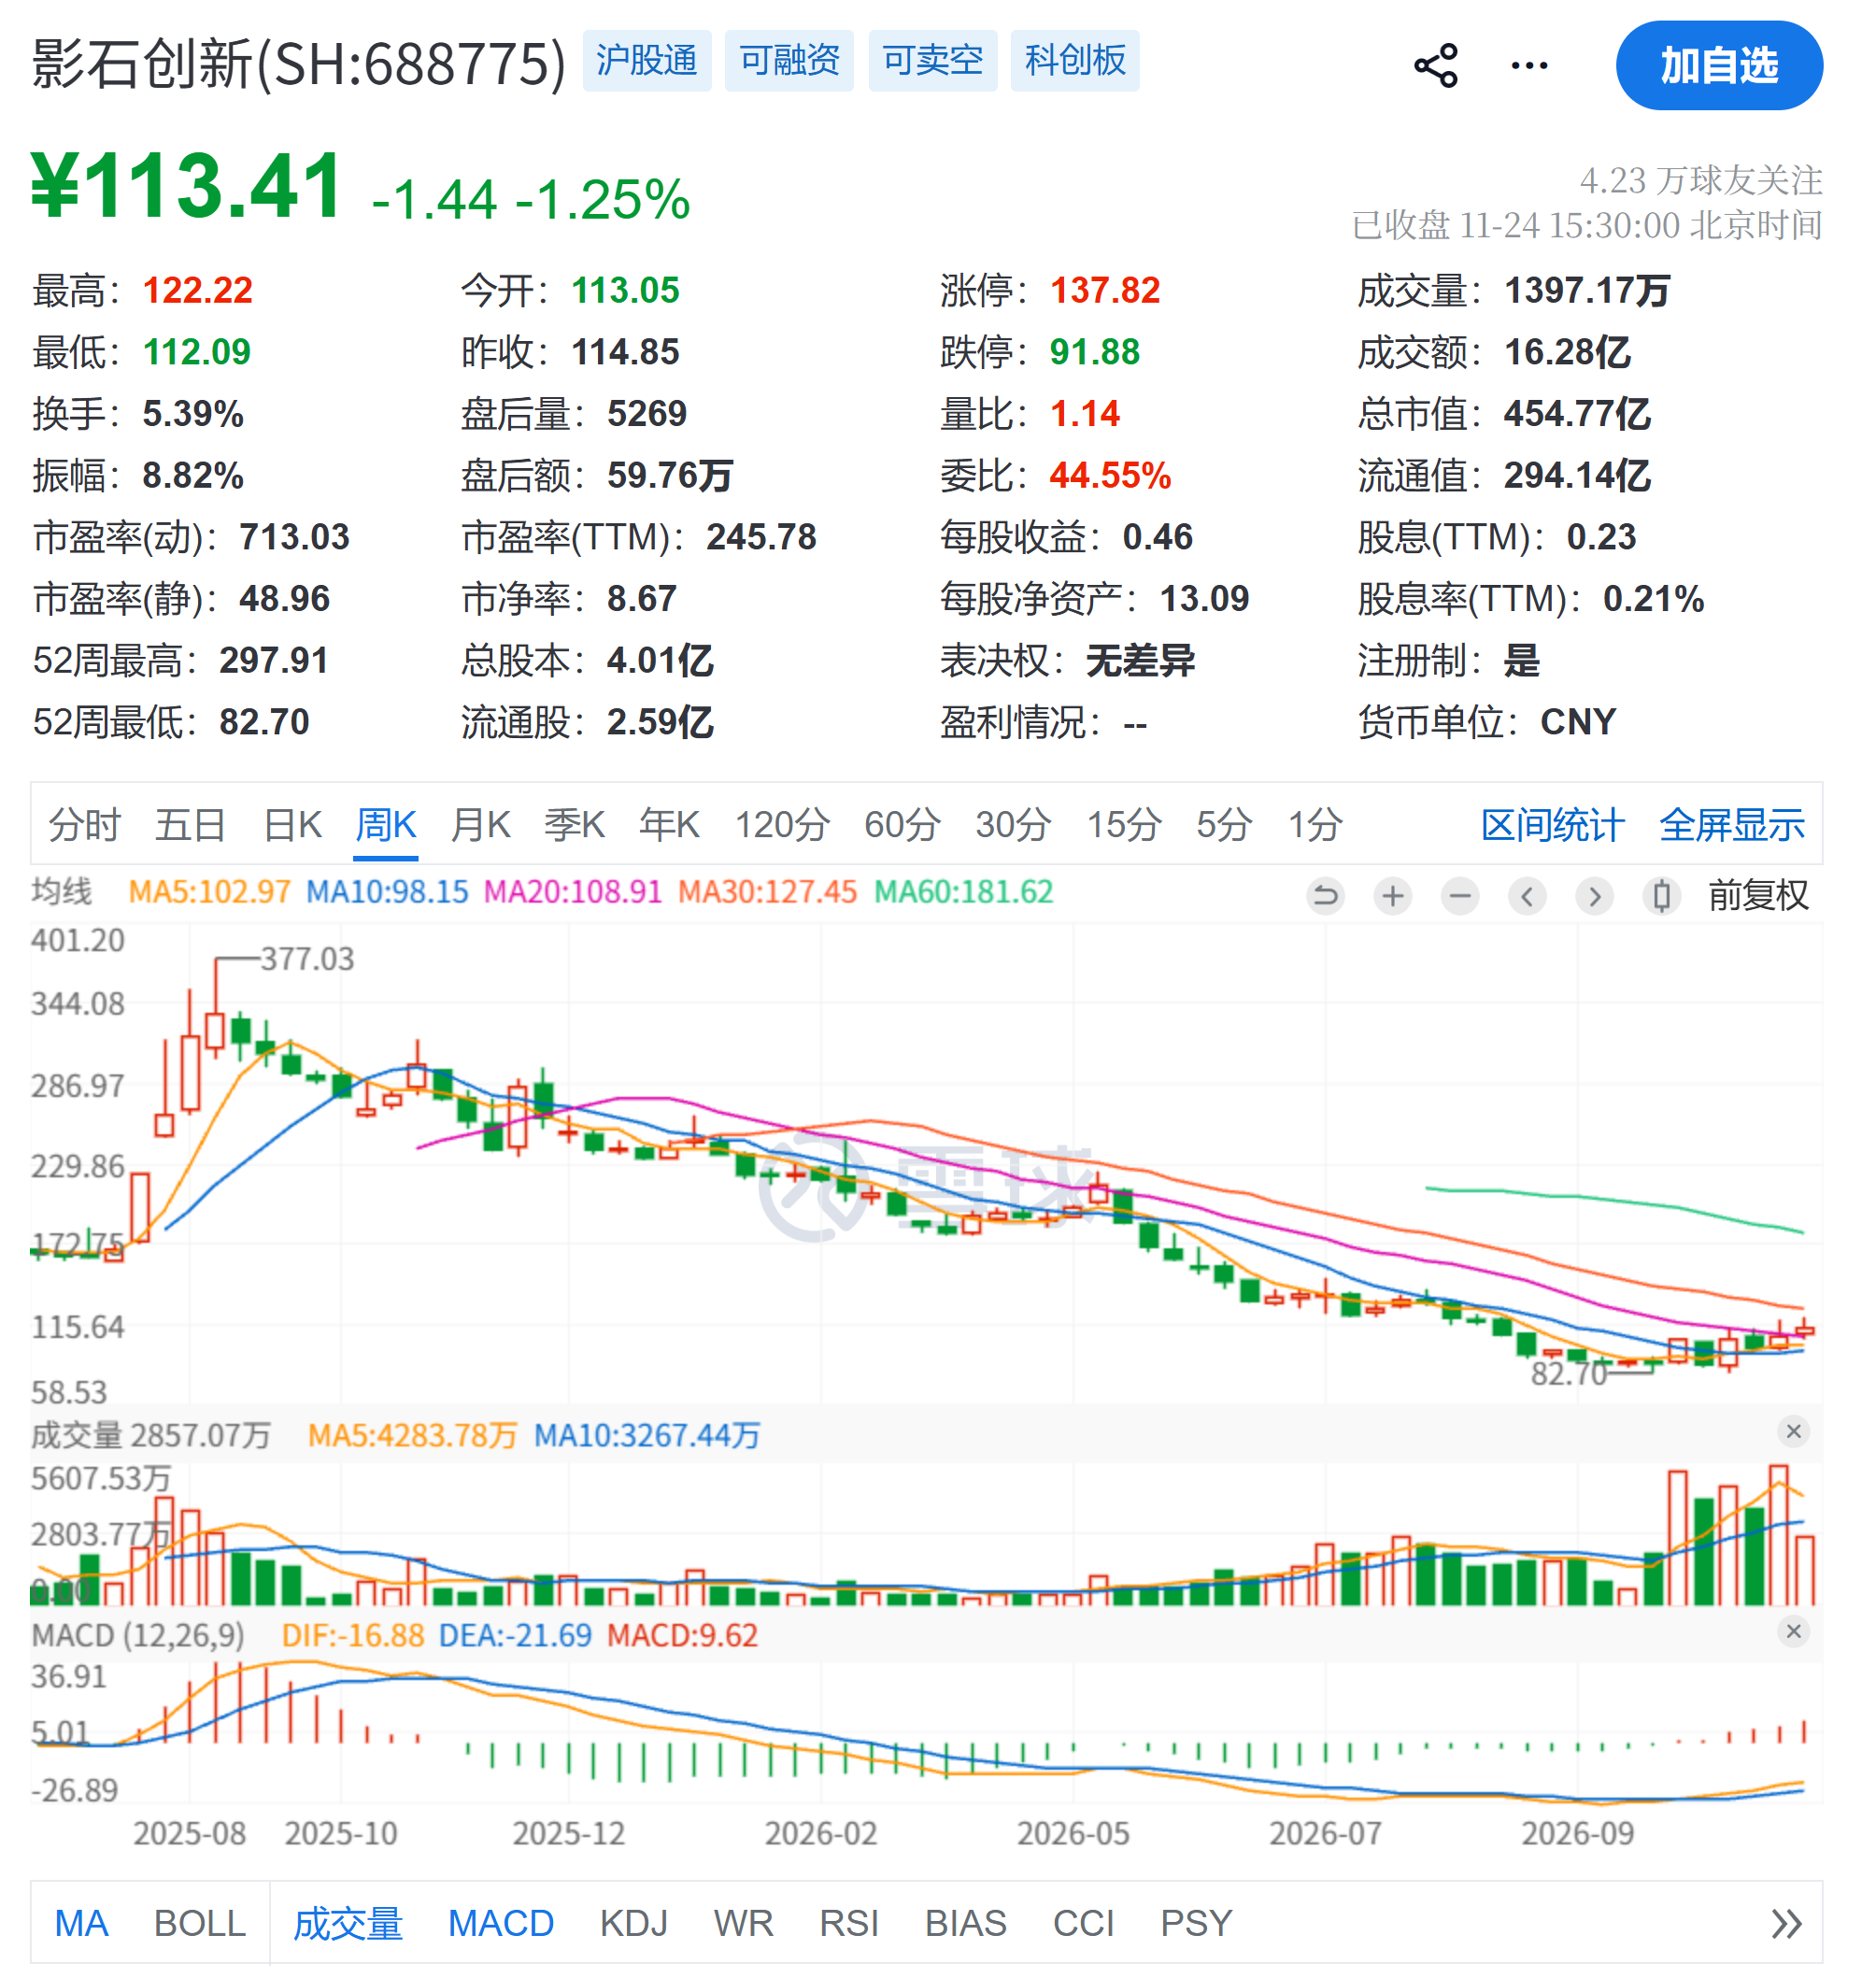 影石创新(SH:688775) 沪股通 可融资 可卖空 科创板 加自选
¥113.41 -1.44 -1.25%
4.23 万球友关注
已收盘 11-24 15:30:00 北京时间
最高：122.22 今开：113.05 涨停：137.82 成交量：1397.17万
最低：112.09 昨收：114.85 跌停：91.88 成交额：16.28亿
换手：5.39% 盘后量：5269 量比：1.14 总市值：454.77亿
振幅：8.82% 盘后额：59.76万 委比：44.55% 流通值：294.14亿
市盈率(动)：713.03 市盈率(TTM)：245.78 每股收益：0.46 股息(TTM)：0.23
市盈率(静)：48.96 市净率：8.67 每股净资产：13.09 股息率(TTM)：0.21%
52周最高：297.91 总股本：4.01亿 表决权：无差异 注册制：是
52周最低：82.70 流通股：2.59亿 盈利情况：-- 货币单位：CNY
分时 五日 日K 周K 月K 季K 年K 120分 60分 30分 15分 5分 1分 区间统计 全屏显示
均线 MA5:102.97 MA10:98.15 MA20:108.91 MA30:127.45 MA60:181.62 前复权
401.20
377.03
344.08
286.97
229.86
雪球
172.75
115.64
82.70
58.53
成交量 2857.07万 MA5:4283.78万 MA10:3267.44万
5607.53万
2803.77万
0.00
MACD (12,26,9) DIF:-16.88 DEA:-21.69 MACD:9.62
36.91
5.01
-26.89
2025-08 2025-10 2025-12 2026-02 2026-05 2026-07 2026-09
MA BOLL 成交量 MACD KDJ WR RSI BIAS CCI PSY